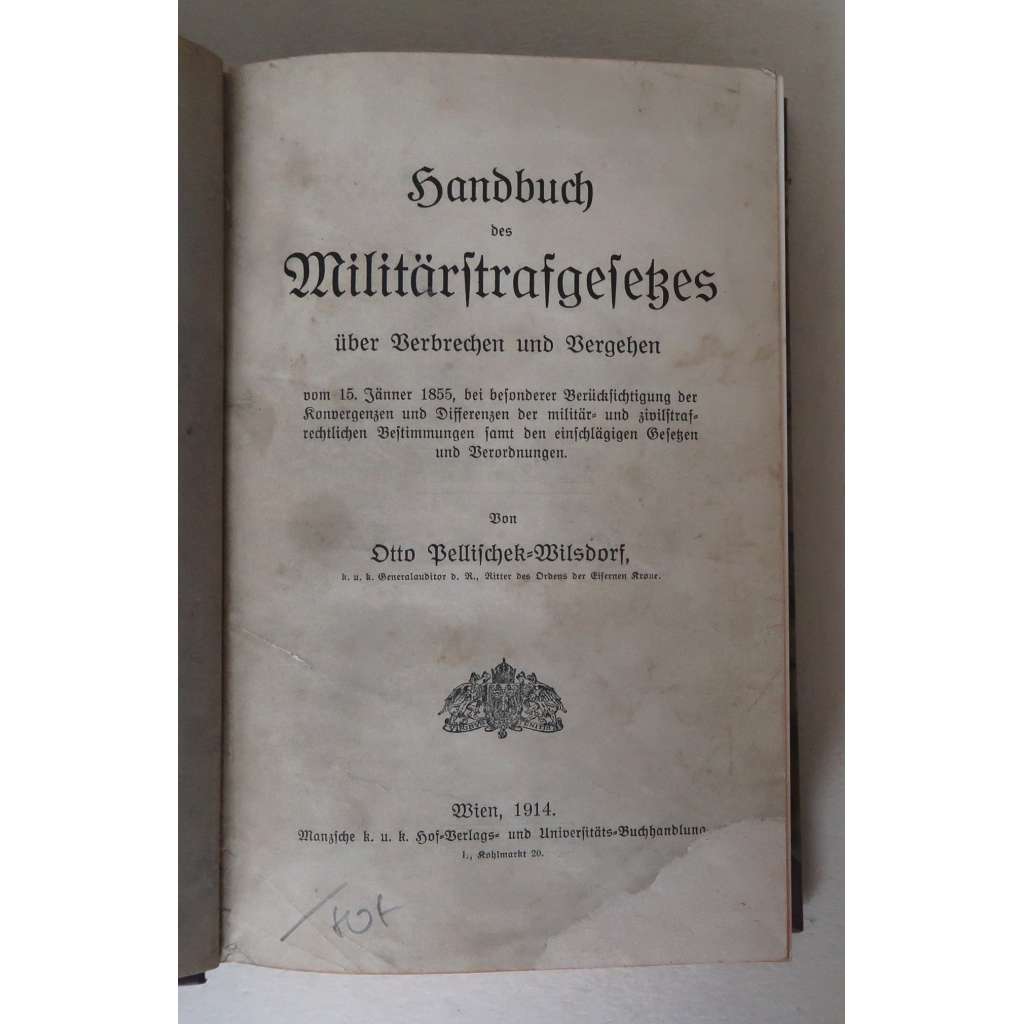 Handbuch
des
Militärstrafgesetzes
über Verbrechen und Vergehen
vom 15. Jänner 1855, bei besonderer Berücksichtigung der
Konvergenzen und Differenzen der militär- und zivilstraf-
rechtlichen Bestimmungen samt den einschlägigen Gesetzen
und Verordnungen.
Von
Otto Pellischek-Wilsdorf,
k. u. k. Generalauditor d. R., Ritter des Ordens der Eisernen Krone.
Wien, 1914.
Manzsche k. u. k. Hof-Verlags- und Universitäts-Buchhandlung
I., Kohlmarkt 20.